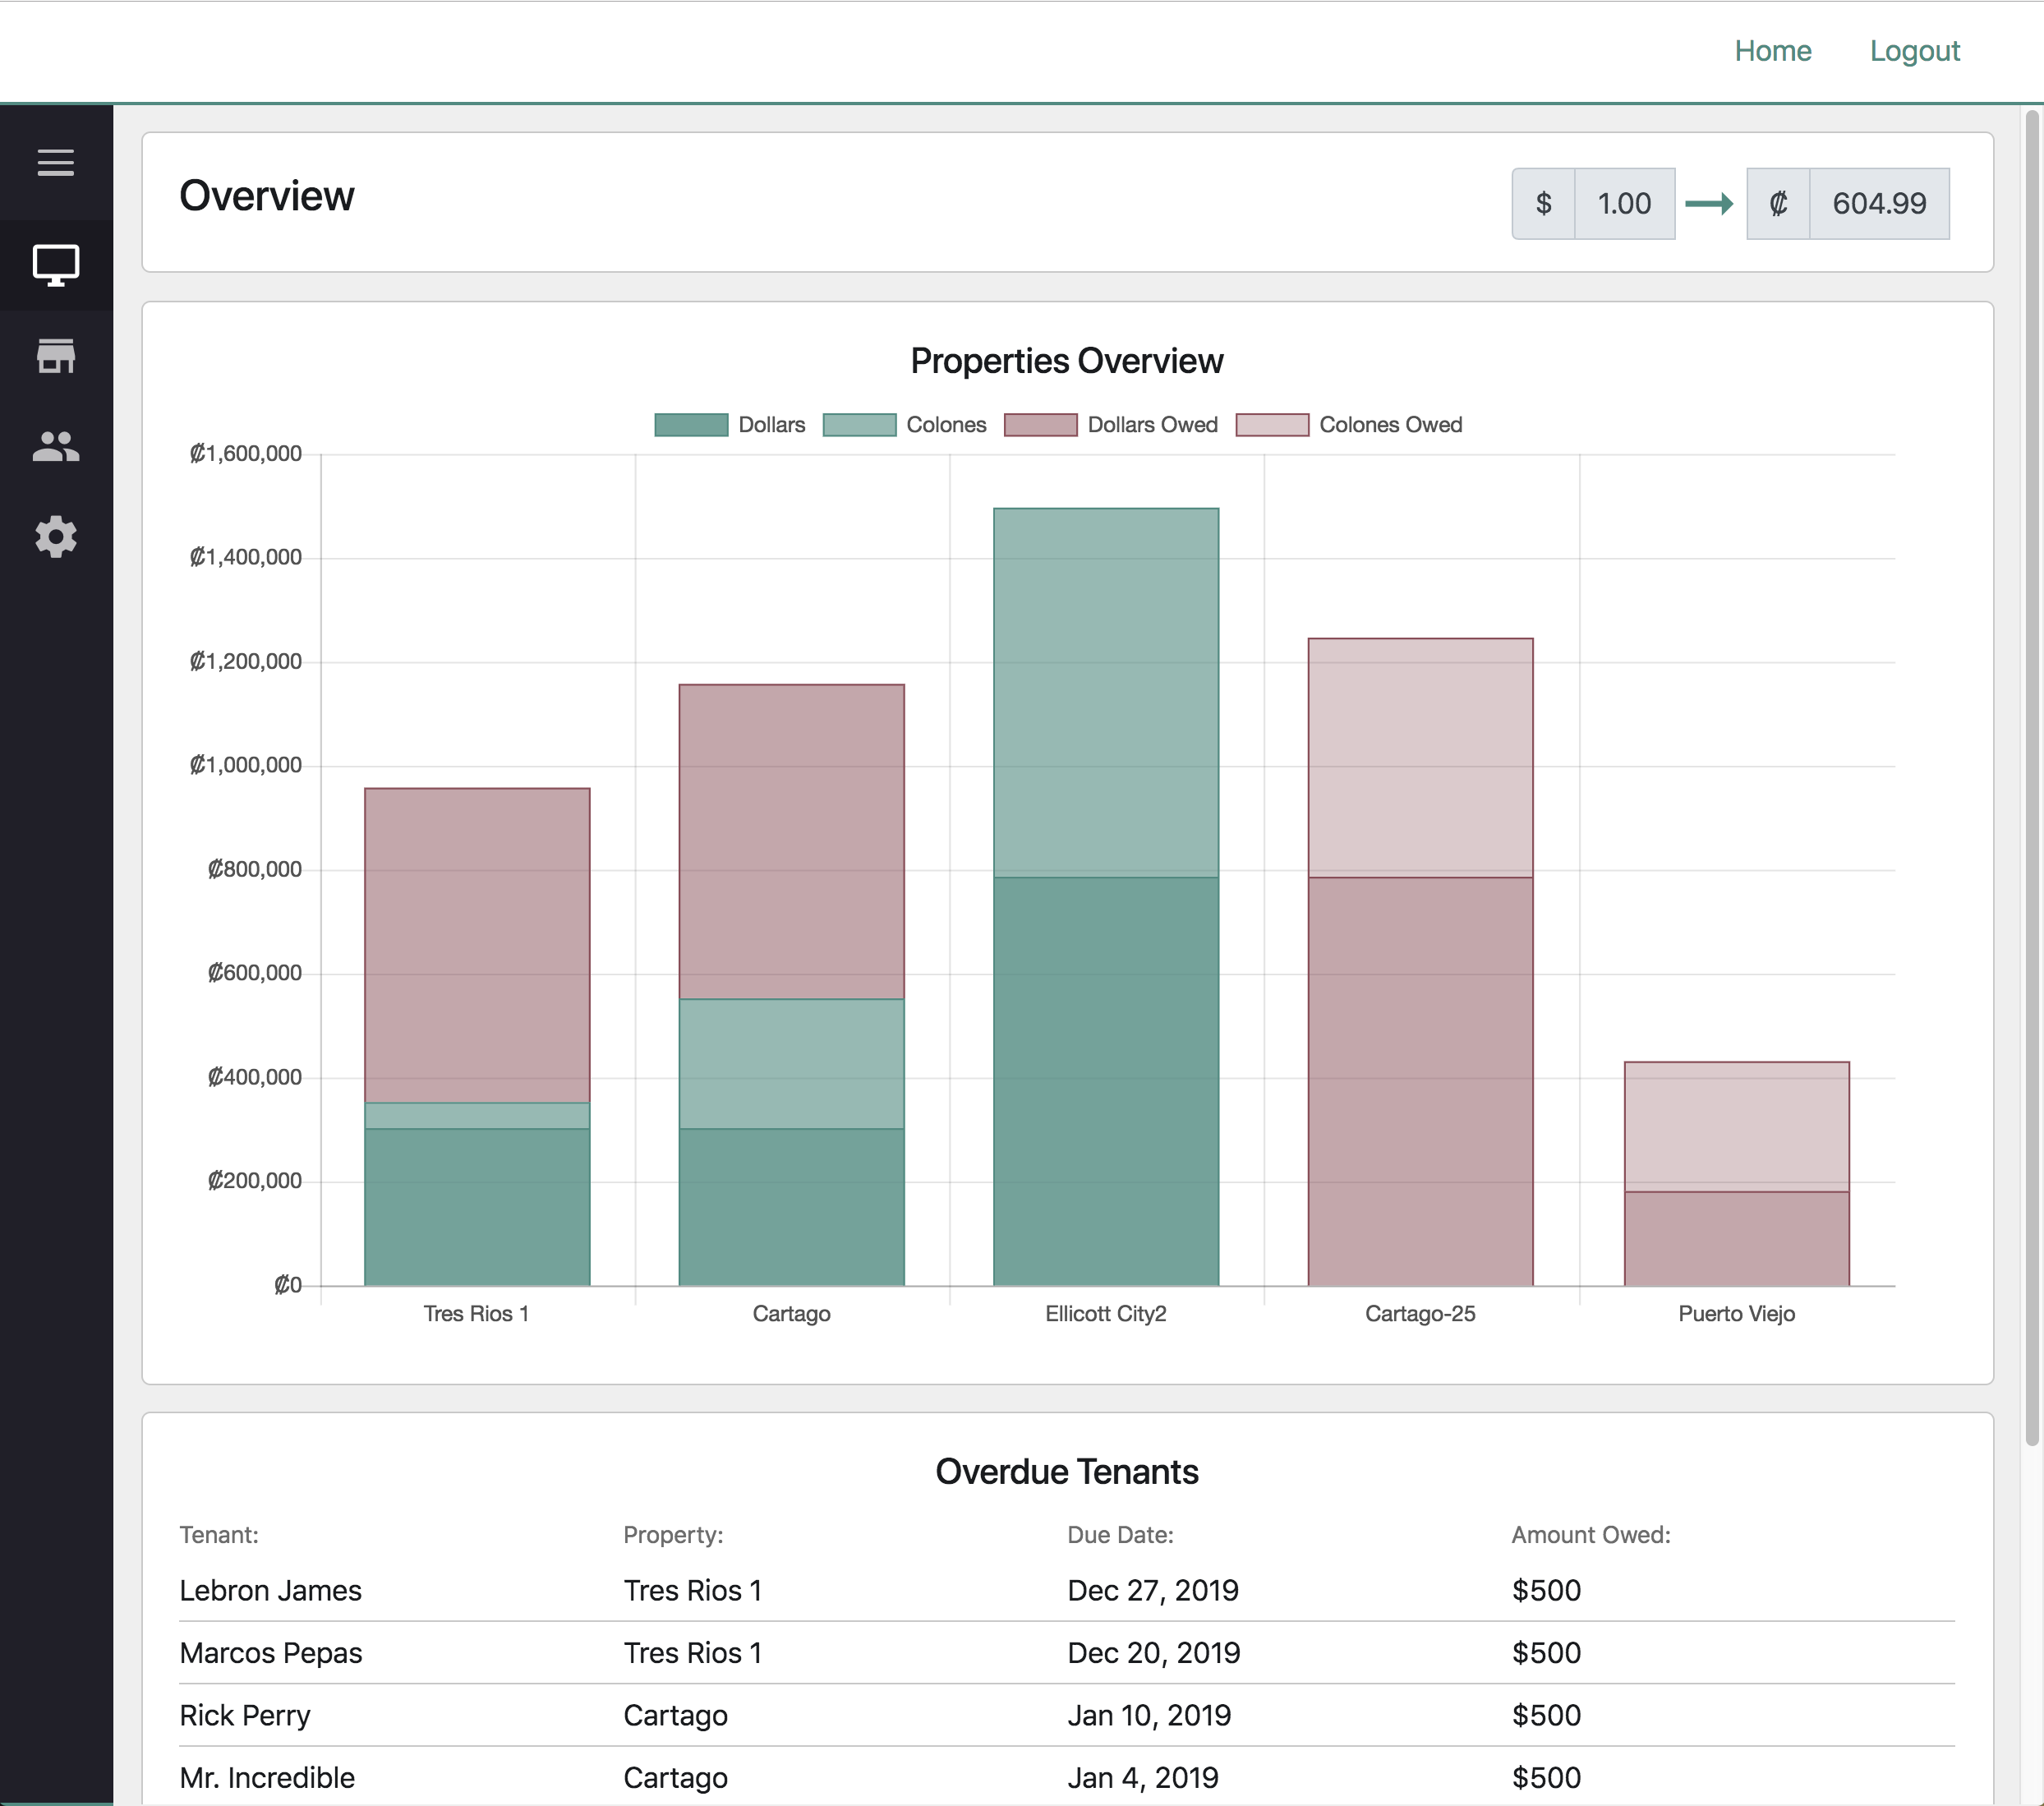 Home Logout
Overview $ 1.00 ₡ 604.99
Properties Overview
Dollars Colones Dollars Owed Colones Owed
₡1,600,000
₡1,400,000
₡1,200,000
₡1,000,000
₡800,000
₡600,000
₡400,000
₡200,000
₡0
Tres Rios 1 Cartago Ellicott City2 Cartago-25 Puerto Viejo
Overdue Tenants
Tenant: Property: Due Date: Amount Owed:
Lebron James Tres Rios 1 Dec 27, 2019 $500
Marcos Pepas Tres Rios 1 Dec 20, 2019 $500
Rick Perry Cartago Jan 10, 2019 $500
Mr. Incredible Cartago Jan 4, 2019 $500